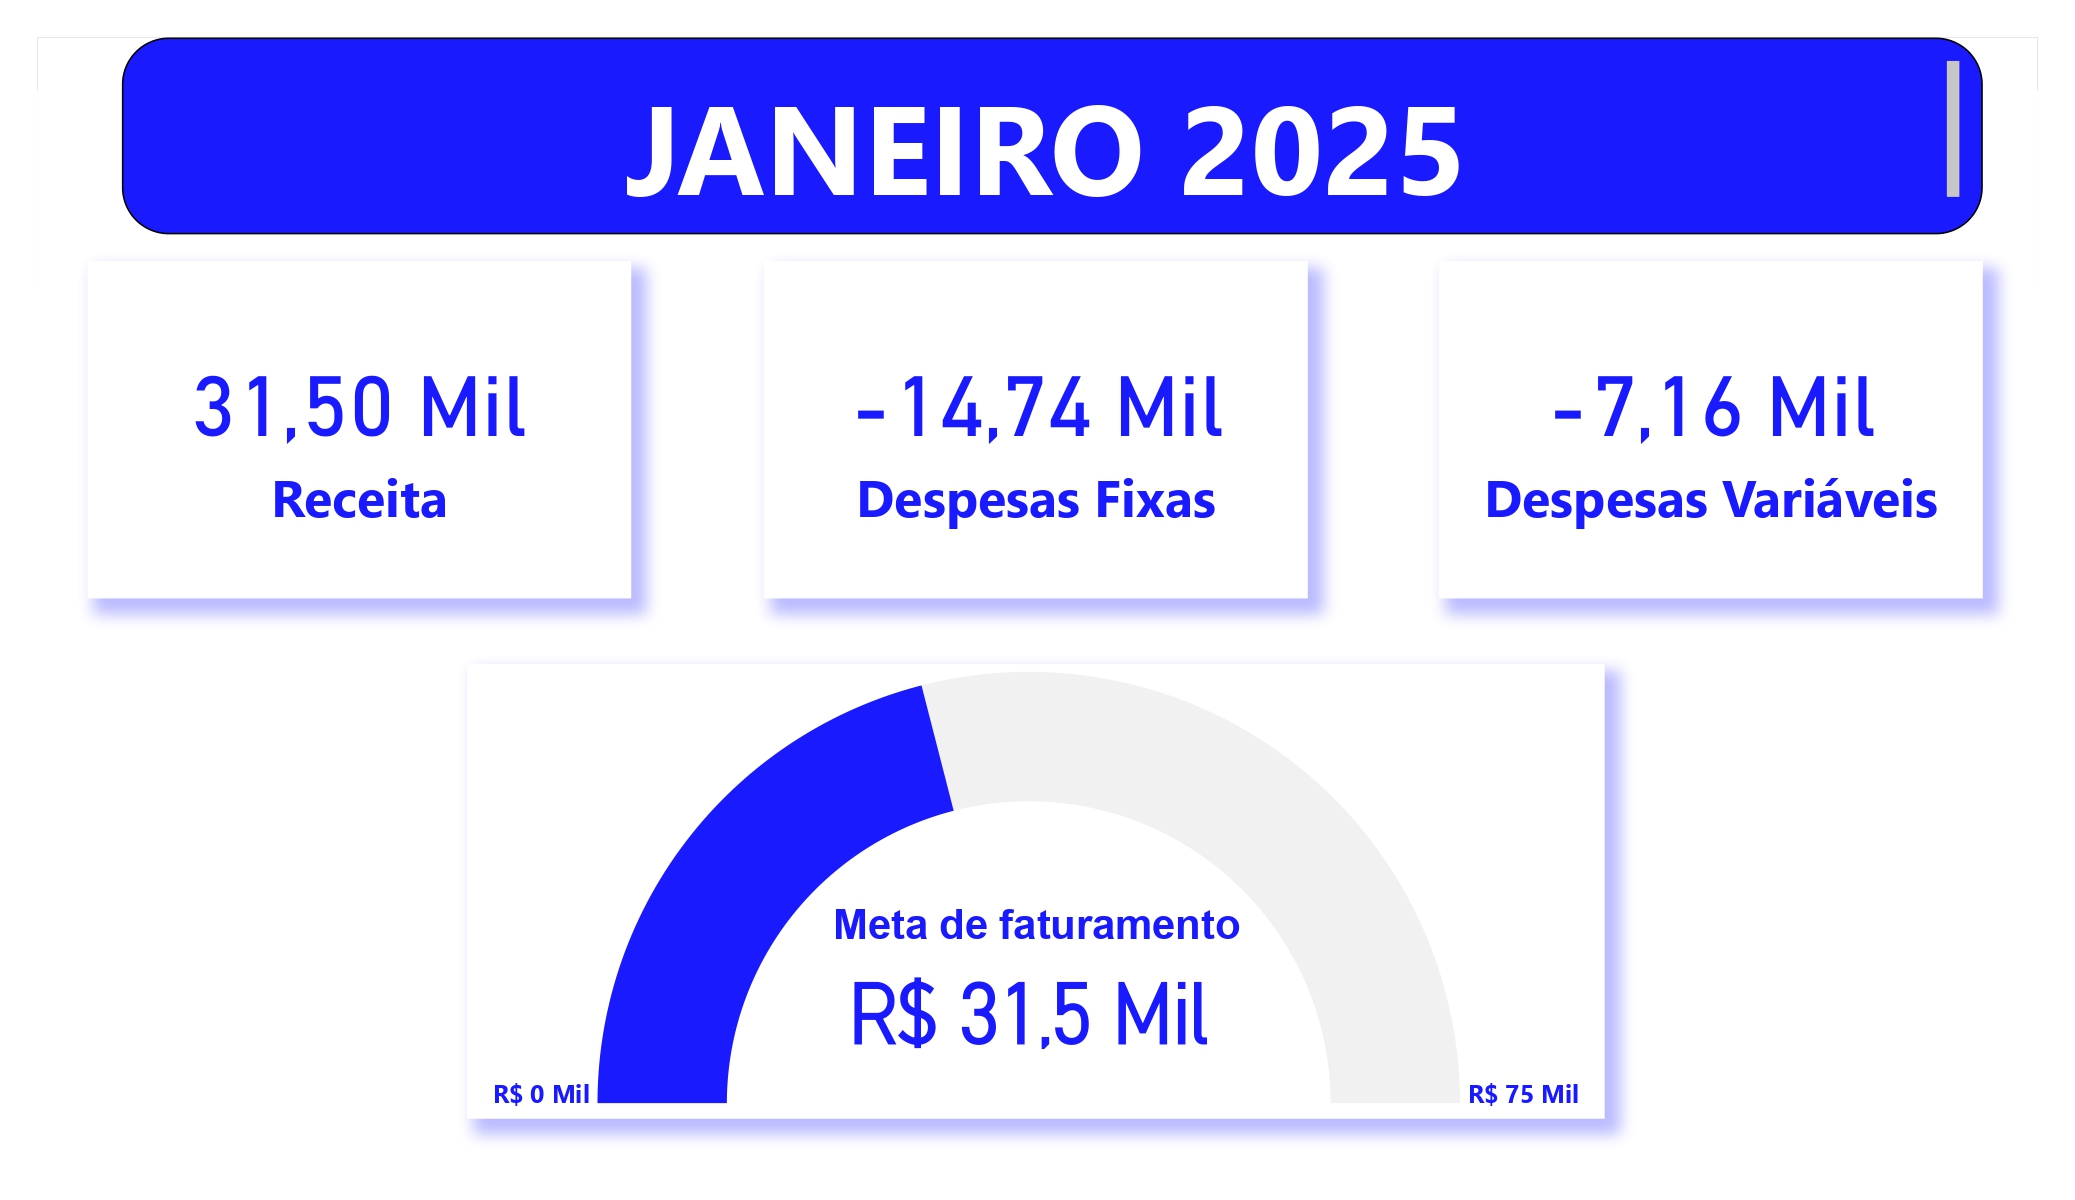 JANEIRO 2025
31,50 Mil
Receita
-14,74 Mil
Despesas Fixas
-7,16 Mil
Despesas Variáveis
Meta de faturamento
R$ 31,5 Mil
R$ 0 Mil
R$ 75 Mil